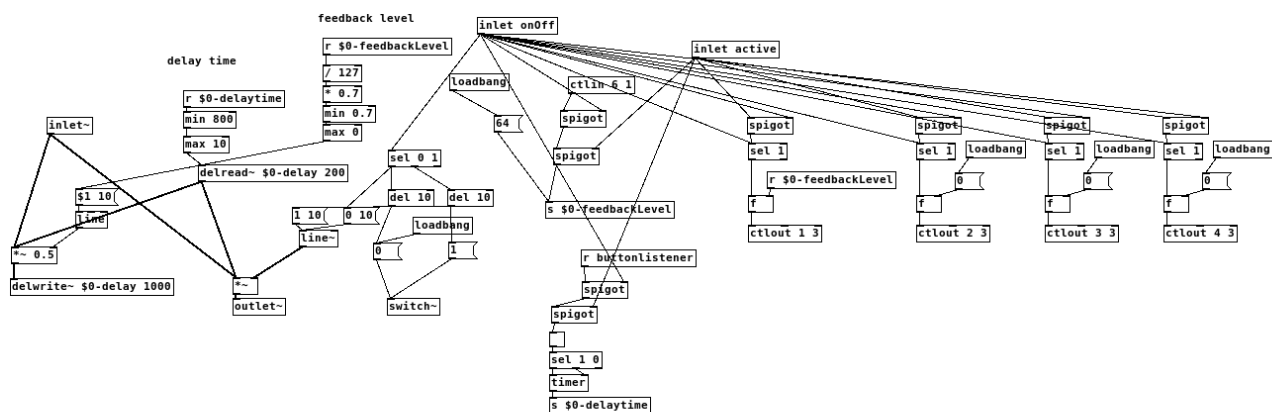 feedback level
inlet onOff
r $0-feedbackLevel
inlet active
delay time
/ 127
loadbang
ctlin 6 1
r $0-delaytime
* 0.7
min 800
min 0.7
inlet~
64
spigot
spigot
spigot
spigot
spigot
max 0
max 10
sel 0 1
spigot
sel 1
sel 1
loadbang
sel 1
loadbang
sel 1
loadbang
delread~ $0-delay 200
r $0-feedbackLevel
0
0
0
$1 10
del 10
del 10
f
f
f
f
line
1 10
0 10
s $0-feedbackLevel
loadbang
line~
ctlout 1 3
ctlout 2 3
ctlout 3 3
ctlout 4 3
*~ 0.5
0
1
r buttonlistener
delwrite~ $0-delay 1000
*~
spigot
outlet~
switch~
spigot
sel 1 0
timer
s $0-delaytime